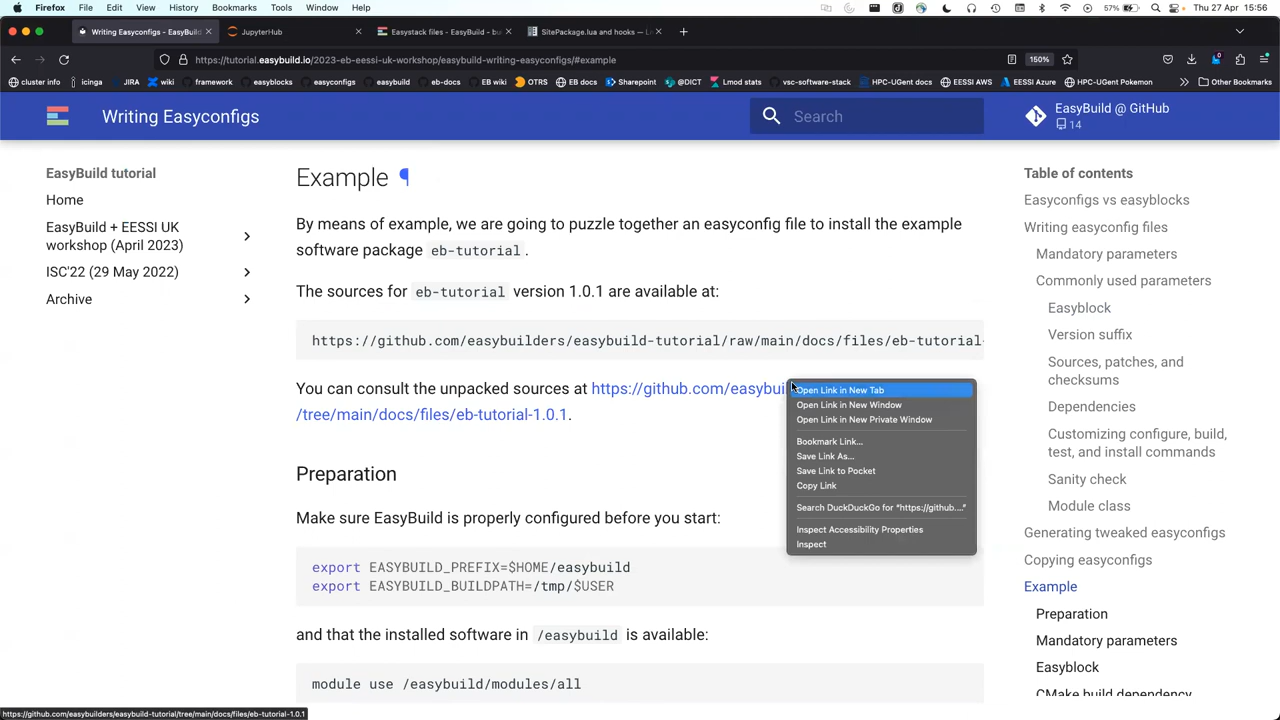 Firefox File Edit View History Bookmarks Tools Window Help 57% Thu 27 Apr 15:56
Writing Easyconfigs - EasyBuild JupyterHub Easystack files - EasyBuild - bu SitePackage.lua and hooks — L
https://tutorial.easybuild.io/2023-eb-eessi-uk-workshop/easybuild-writing-easyconfigs/#example 150%
cluster info icinga JIRA wiki framework easyblocks easyconfigs easybuild eb-docs EB wiki OTRS EB docs Sharepoint @DICT Lmod stats vsc-software-stack HPC-UGent docs EESSI AWS EESSI Azure HPC-UGent Pokemon Other Bookmarks
Writing Easyconfigs
Search
EasyBuild @ GitHub
14
EasyBuild tutorial
Home
EasyBuild + EESSI UK
workshop (April 2023)
ISC'22 (29 May 2022)
Archive
Example ¶
By means of example, we are going to puzzle together an easyconfig file to install the example
software package eb-tutorial .
The sources for eb-tutorial version 1.0.1 are available at:
https://github.com/easybuilders/easybuild-tutorial/raw/main/docs/files/eb-tutorial-
You can consult the unpacked sources at https://github.com/easybui
/tree/main/docs/files/eb-tutorial-1.0.1.
Open Link in New Tab
Open Link in New Window
Open Link in New Private Window
Bookmark Link...
Save Link As...
Save Link to Pocket
Copy Link
Search DuckDuckGo for "https://github...."
Inspect Accessibility Properties
Inspect
Preparation
Make sure EasyBuild is properly configured before you start:
export EASYBUILD_PREFIX=$HOME/easybuild
export EASYBUILD_BUILDPATH=/tmp/$USER
and that the installed software in /easybuild is available:
module use /easybuild/modules/all
Table of contents
Easyconfigs vs easyblocks
Writing easyconfig files
Mandatory parameters
Commonly used parameters
Easyblock
Version suffix
Sources, patches, and
checksums
Dependencies
Customizing configure, build,
test, and install commands
Sanity check
Module class
Generating tweaked easyconfigs
Copying easyconfigs
Example
Preparation
Mandatory parameters
Easyblock
CMake build dependency
https://github.com/easybuilders/easybuild-tutorial/tree/main/docs/files/eb-tutorial-1.0.1